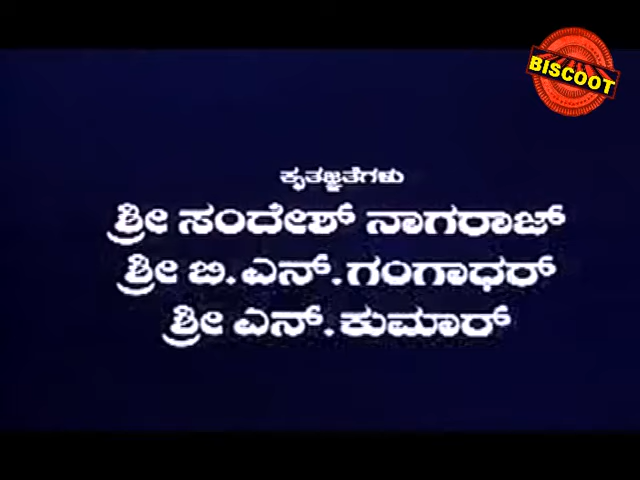 BISCOOT
ಕೃತಜ್ಞತೆಗಳು
ಶ್ರೀ ಸಂದೇಶ್ ನಾಗರಾಜ್
ಶ್ರೀ ಬಿ.ಎನ್.ಗಂಗಾಧರ್
ಶ್ರೀ ಎನ್.ಕುಮಾರ್